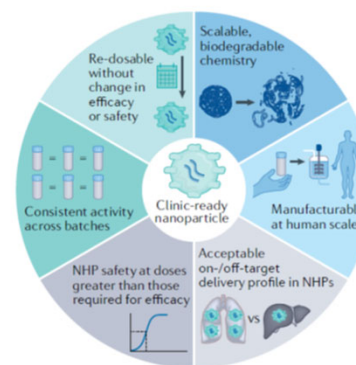 Re-dosable
without
change in
efficacy
or safety
Scalable,
biodegradable
chemistry
Manufacturable
at human scale
Acceptable
on-/off-target
delivery profile in NHPs
vs
NHP safety at doses
greater than those
required for efficacy
Consistent activity
across batches
= =
= =
Clinic-ready
nanoparticle